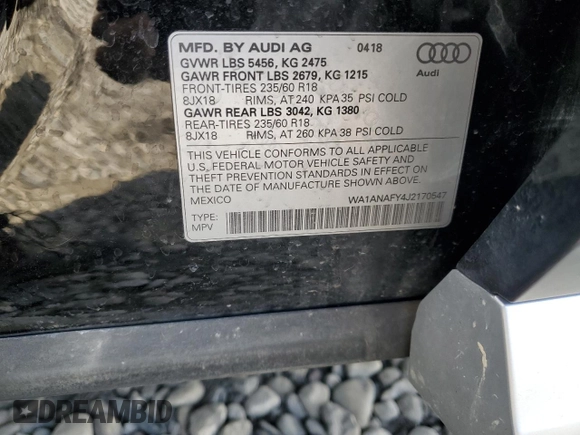 MFD. BY AUDI AG 0418
GVWR LBS 5456, KG 2475
GAWR FRONT LBS 2679, KG 1215
FRONT-TIRES 235/60 R18
8JX18 RIMS, AT 240 KPA 35 PSI COLD
GAWR REAR LBS 3042, KG 1380
REAR-TIRES 235/60 R18
8JX18 RIMS, AT 260 KPA 38 PSI COLD
Audi
THIS VEHICLE CONFORMS TO ALL APPLICABLE
U.S. FEDERAL MOTOR VEHICLE SAFETY AND
THEFT PREVENTION STANDARDS IN EFFECT ON
THE DATE OF MANUFACTURE SHOWN ABOVE.
MEXICO WA1ANAFY4J2170547
TYPE:
MPV
DREAMBID